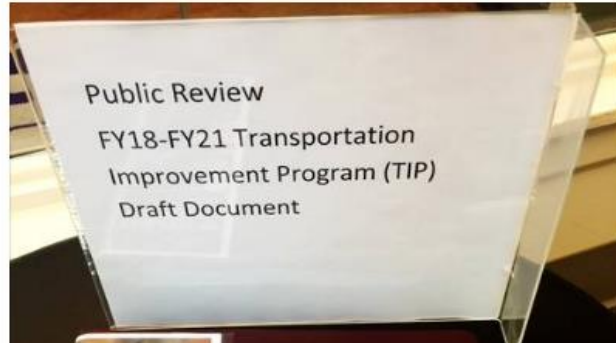 Public Review
FY18-FY21 Transportation
Improvement Program (TIP)
Draft Document